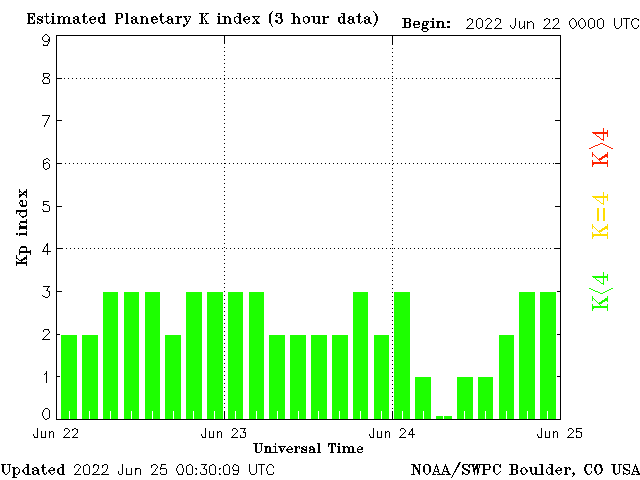 Estimated Planetary K index (3 hour data) Begin: 2022 Jun 22 0000 UTC
9
8
7
6
5
4
3
2
1
0
Kp index
K>4
K=4
K<4
Jun 22 Jun 23 Jun 24 Jun 25
Universal Time
Updated 2022 Jun 25 00:30:09 UTC NOAA/SWPC Boulder, CO USA